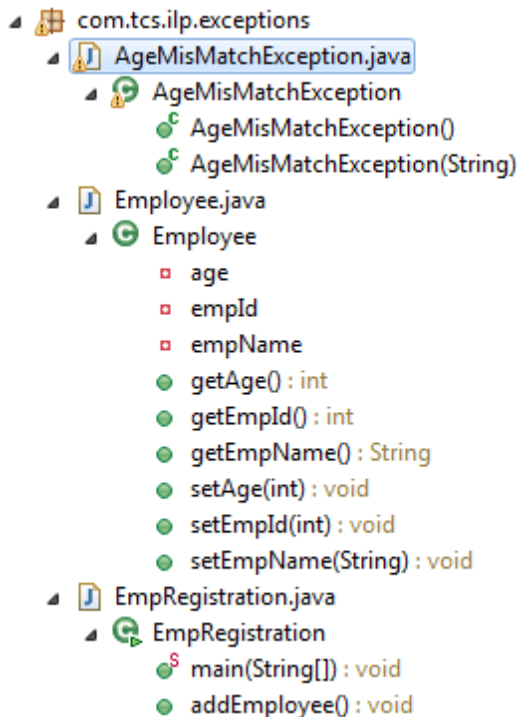 com.tcs.ilp.exceptions
AgeMisMatchException.java
AgeMisMatchException
AgeMisMatchException()
AgeMisMatchException(String)
Employee.java
Employee
age
empId
empName
getAge() : int
getEmpId() : int
getEmpName() : String
setAge(int) : void
setEmpId(int) : void
setEmpName(String) : void
EmpRegistration.java
EmpRegistration
main(String[]) : void
addEmployee() : void